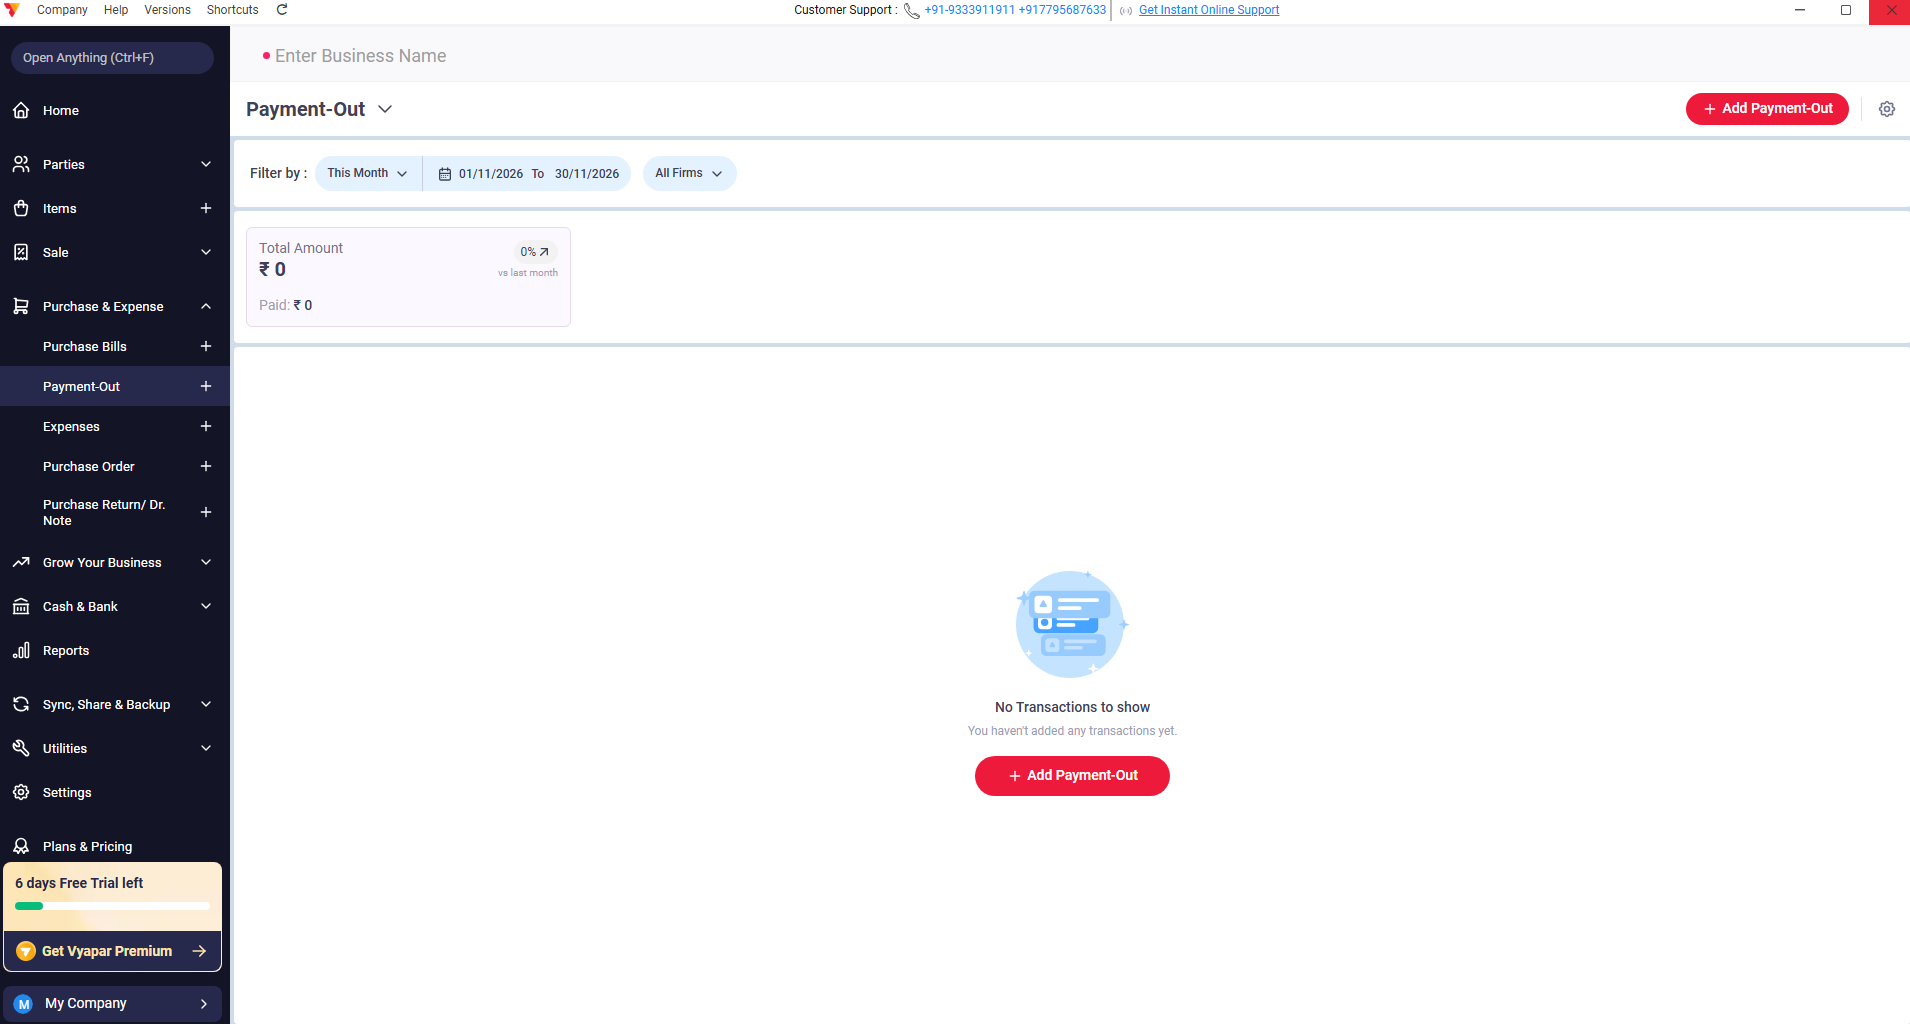 Company Help Versions Shortcuts
Customer Support : +91-9333911911 +917795687633 Get Instant Online Support
Open Anything (Ctrl+F)
Home
Parties
Items
Sale
Purchase & Expense
Purchase Bills
Payment-Out
Expenses
Purchase Order
Purchase Return/ Dr.
Note
Grow Your Business
Cash & Bank
Reports
Sync, Share & Backup
Utilities
Settings
Plans & Pricing
6 days Free Trial left
Get Vyapar Premium
M My Company
Enter Business Name
Payment-Out
Add Payment-Out
Filter by : This Month 01/11/2026 To 30/11/2026 All Firms
Total Amount
₹ 0
0%
vs last month
Paid: ₹ 0
No Transactions to show
You haven't added any transactions yet.
Add Payment-Out